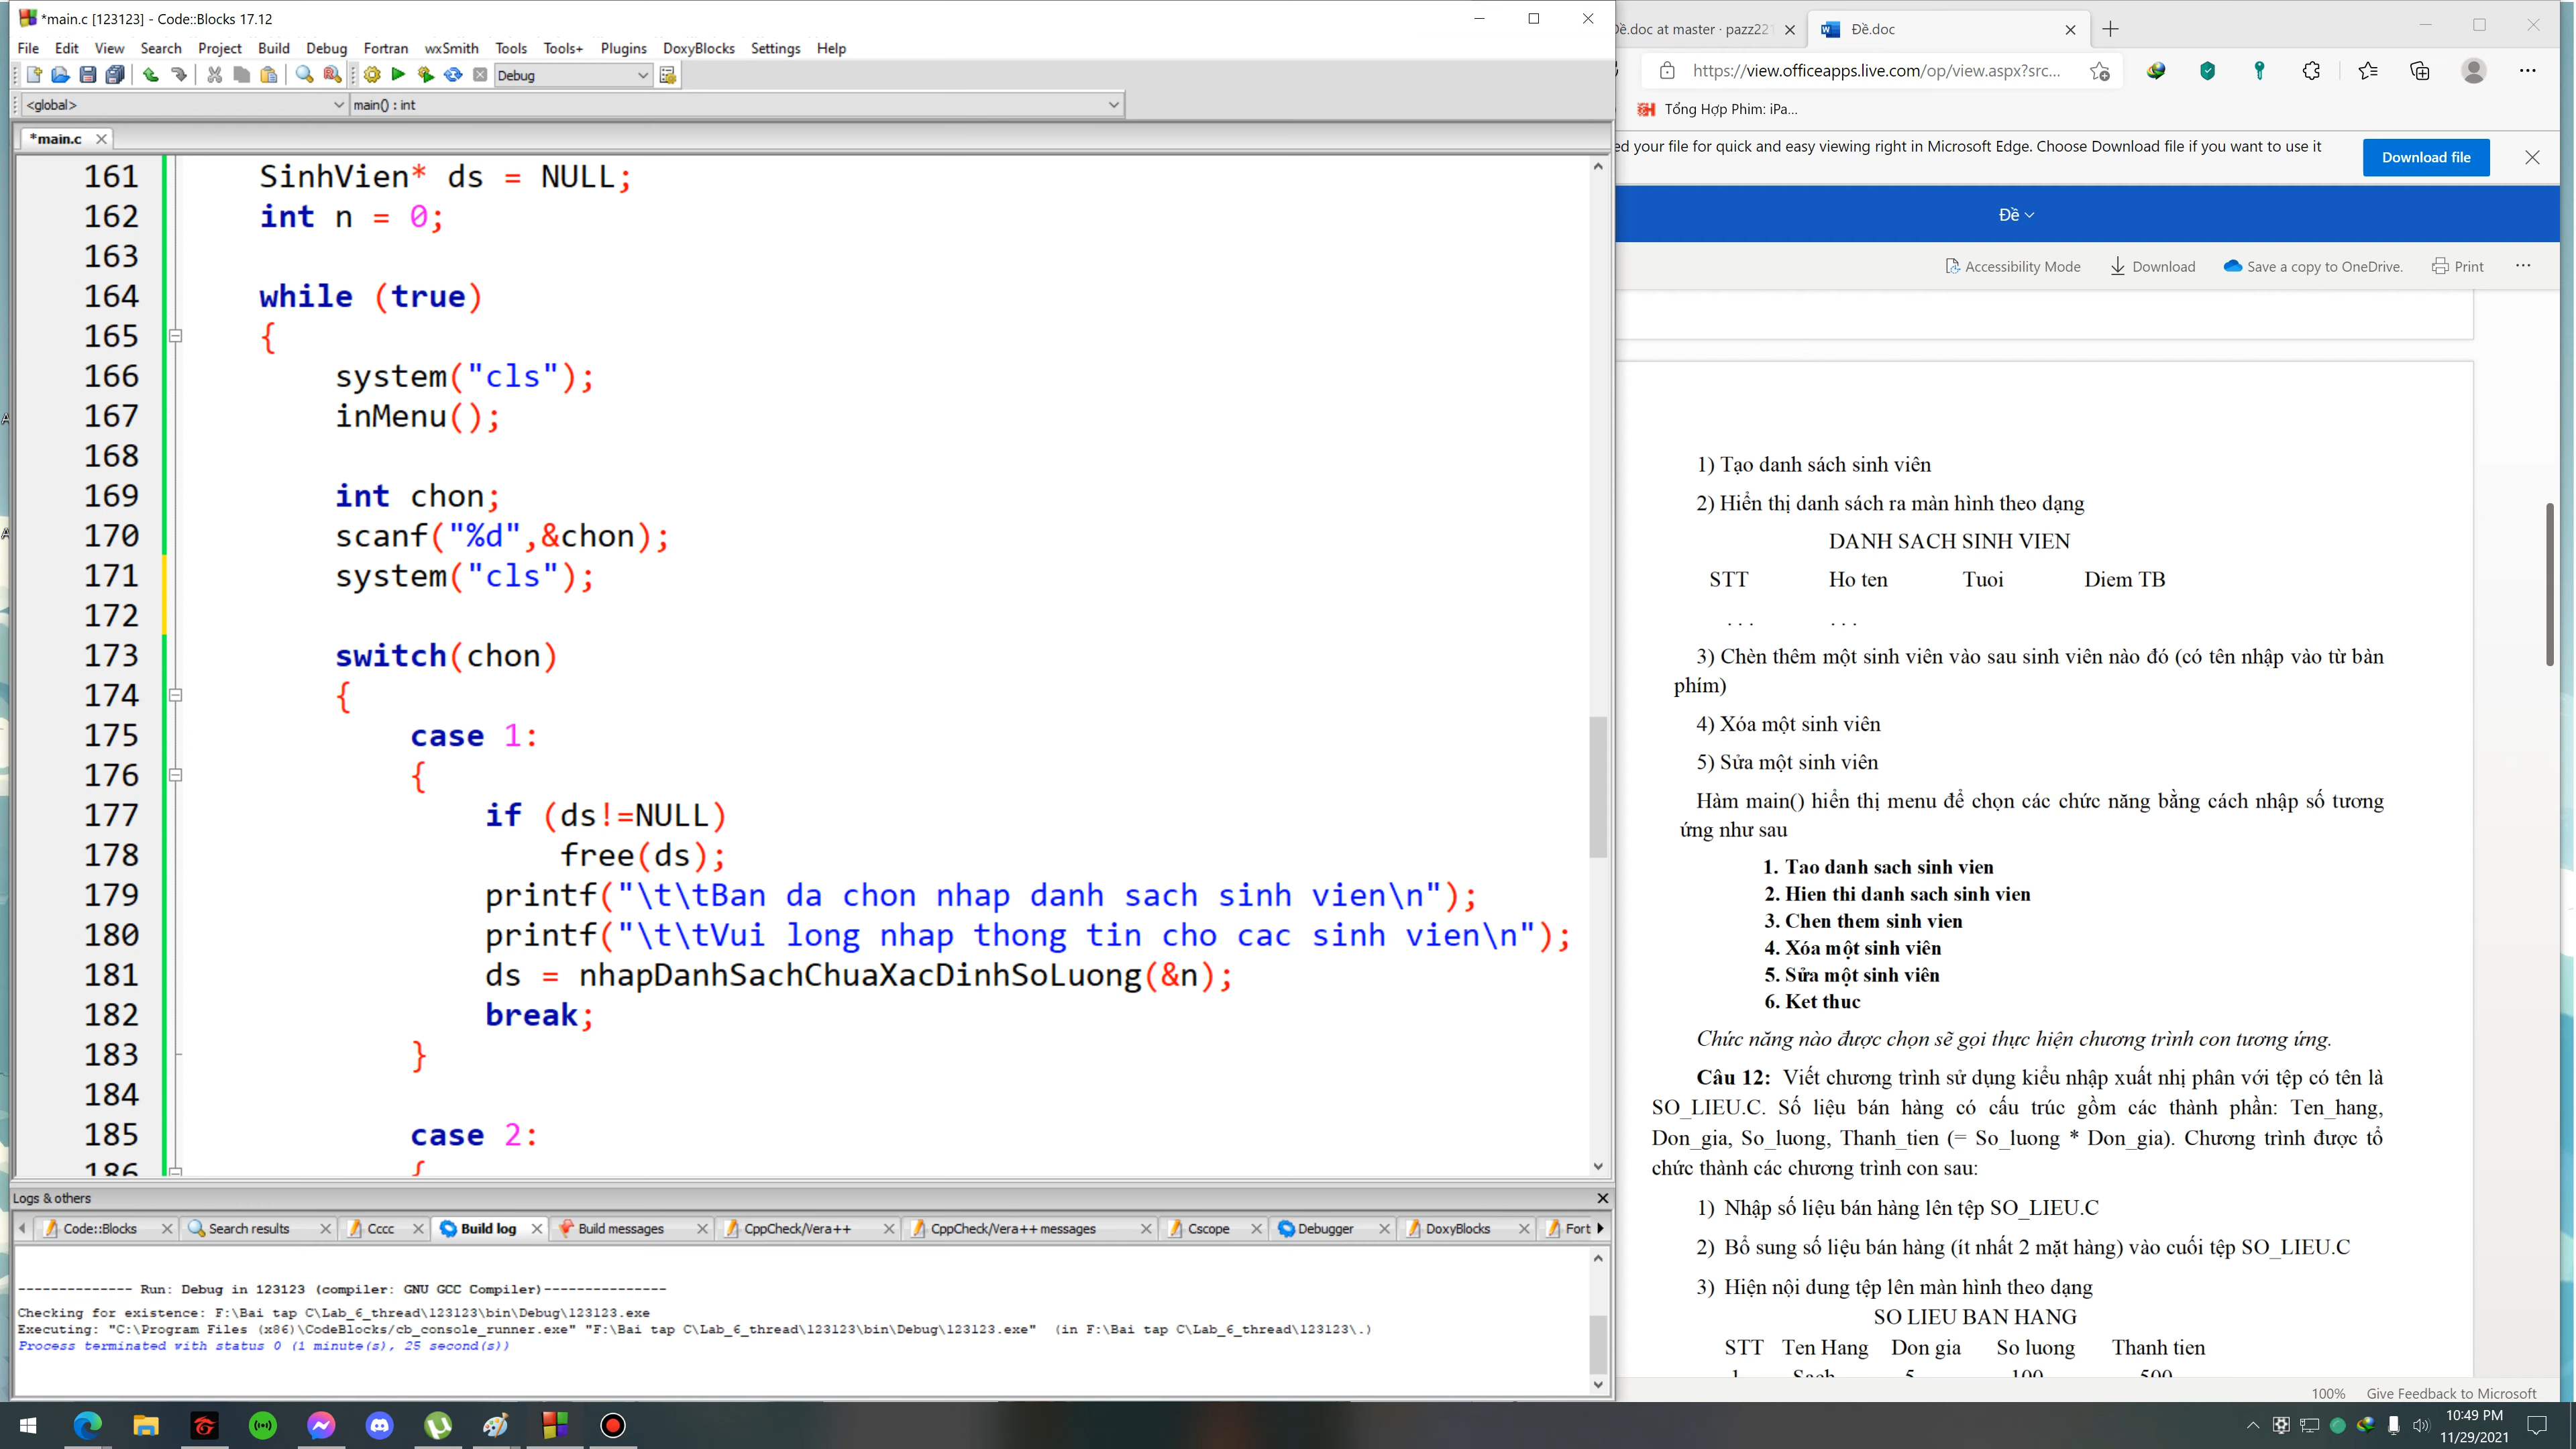 *main.c [123123] - Code::Blocks 17.12
File Edit View Search Project Build Debug Fortran wxSmith Tools Tools+ Plugins DoxyBlocks Settings Help
Debug
<global> main() : int
*main.c
161 SinhVien* ds = NULL;
162 int n = 0;
163
164 while (true)
165 {
166 system("cls");
167 inMenu();
168
169 int chon;
170 scanf("%d",&chon);
171 system("cls");
172
173 switch(chon)
174 {
175 case 1:
176 {
177 if (ds!=NULL)
178 free(ds);
179 printf("\t\tBan da chon nhap danh sach sinh vien\n");
180 printf("\t\tVui long nhap thong tin cho cac sinh vien\n");
181 ds = nhapDanhSachChuaXacDinhSoLuong(&n);
182 break;
183 }
184
185 case 2:
186 {
Logs & others
Code::Blocks Search results Cccc Build log Build messages CppCheck/Vera++ CppCheck/Vera++ messages Cscope Debugger DoxyBlocks Fort
-------------- Run: Debug in 123123 (compiler: GNU GCC Compiler)---------------
Checking for existence: F:\Bai tap C\Lab_6_thread\123123\bin\Debug\123123.exe
Executing: "C:\Program Files (x86)\CodeBlocks/cb_console_runner.exe" "F:\Bai tap C\Lab_6_thread\123123\bin\Debug\123123.exe" (in F:\Bai tap C\Lab_6_thread\123123\.)
Process terminated with status 0 (1 minute(s), 25 second(s))
Đề.doc at master · pazz221 Đề.doc
https://view.officeapps.live.com/op/view.aspx?src...
Tổng Hợp Phim: iPa...
ed your file for quick and easy viewing right in Microsoft Edge. Choose Download file if you want to use it
Download file
Đề
Accessibility Mode Download Save a copy to OneDrive. Print
1) Tạo danh sách sinh viên
2) Hiển thị danh sách ra màn hình theo dạng
DANH SACH SINH VIEN
STT Ho ten Tuoi Diem TB
. . . . . .
3) Chèn thêm một sinh viên vào sau sinh viên nào đó (có tên nhập vào từ bàn
phím)
4) Xóa một sinh viên
5) Sửa một sinh viên
Hàm main() hiển thị menu để chọn các chức năng bằng cách nhập số tương
ứng như sau
1. Tao danh sach sinh vien
2. Hien thi danh sach sinh vien
3. Chen them sinh vien
4. Xóa một sinh viên
5. Sửa một sinh viên
6. Ket thuc
Chức năng nào được chọn sẽ gọi thực hiện chương trình con tương ứng.
Câu 12: Viết chương trình sử dụng kiểu nhập xuất nhị phân với tệp có tên là
SO_LIEU.C. Số liệu bán hàng có cấu trúc gồm các thành phần: Ten_hang,
Don_gia, So_luong, Thanh_tien (= So_luong * Don_gia). Chương trình được tổ
chức thành các chương trình con sau:
1) Nhập số liệu bán hàng lên tệp SO_LIEU.C
2) Bổ sung số liệu bán hàng (ít nhất 2 mặt hàng) vào cuối tệp SO_LIEU.C
3) Hiện nội dung tệp lên màn hình theo dạng
SO LIEU BAN HANG
STT Ten Hang Don gia So luong Thanh tien
1 Sach 5 100 500
100% Give Feedback to Microsoft
10:49 PM
11/29/2021